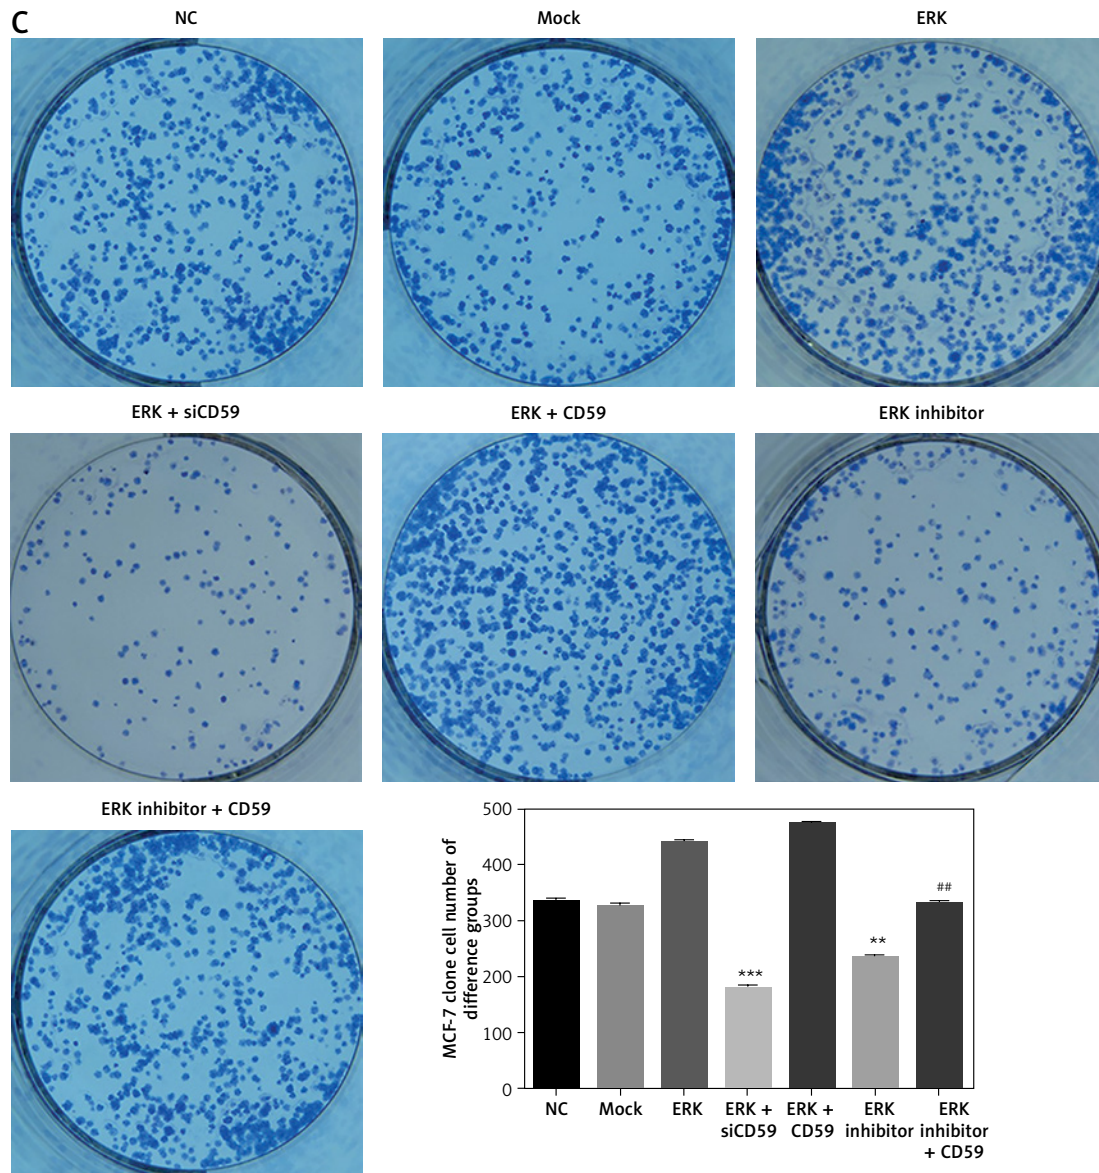 C
NC
Mock
ERK
ERK + siCD59
ERK + CD59
ERK inhibitor
ERK inhibitor + CD59
MCF-7 clone cell number of
difference groups
500
400
300
200
100
0
***
**
##
NC
Mock
ERK
ERK +
siCD59
ERK +
CD59
ERK
inhibitor
ERK
inhibitor
+ CD59